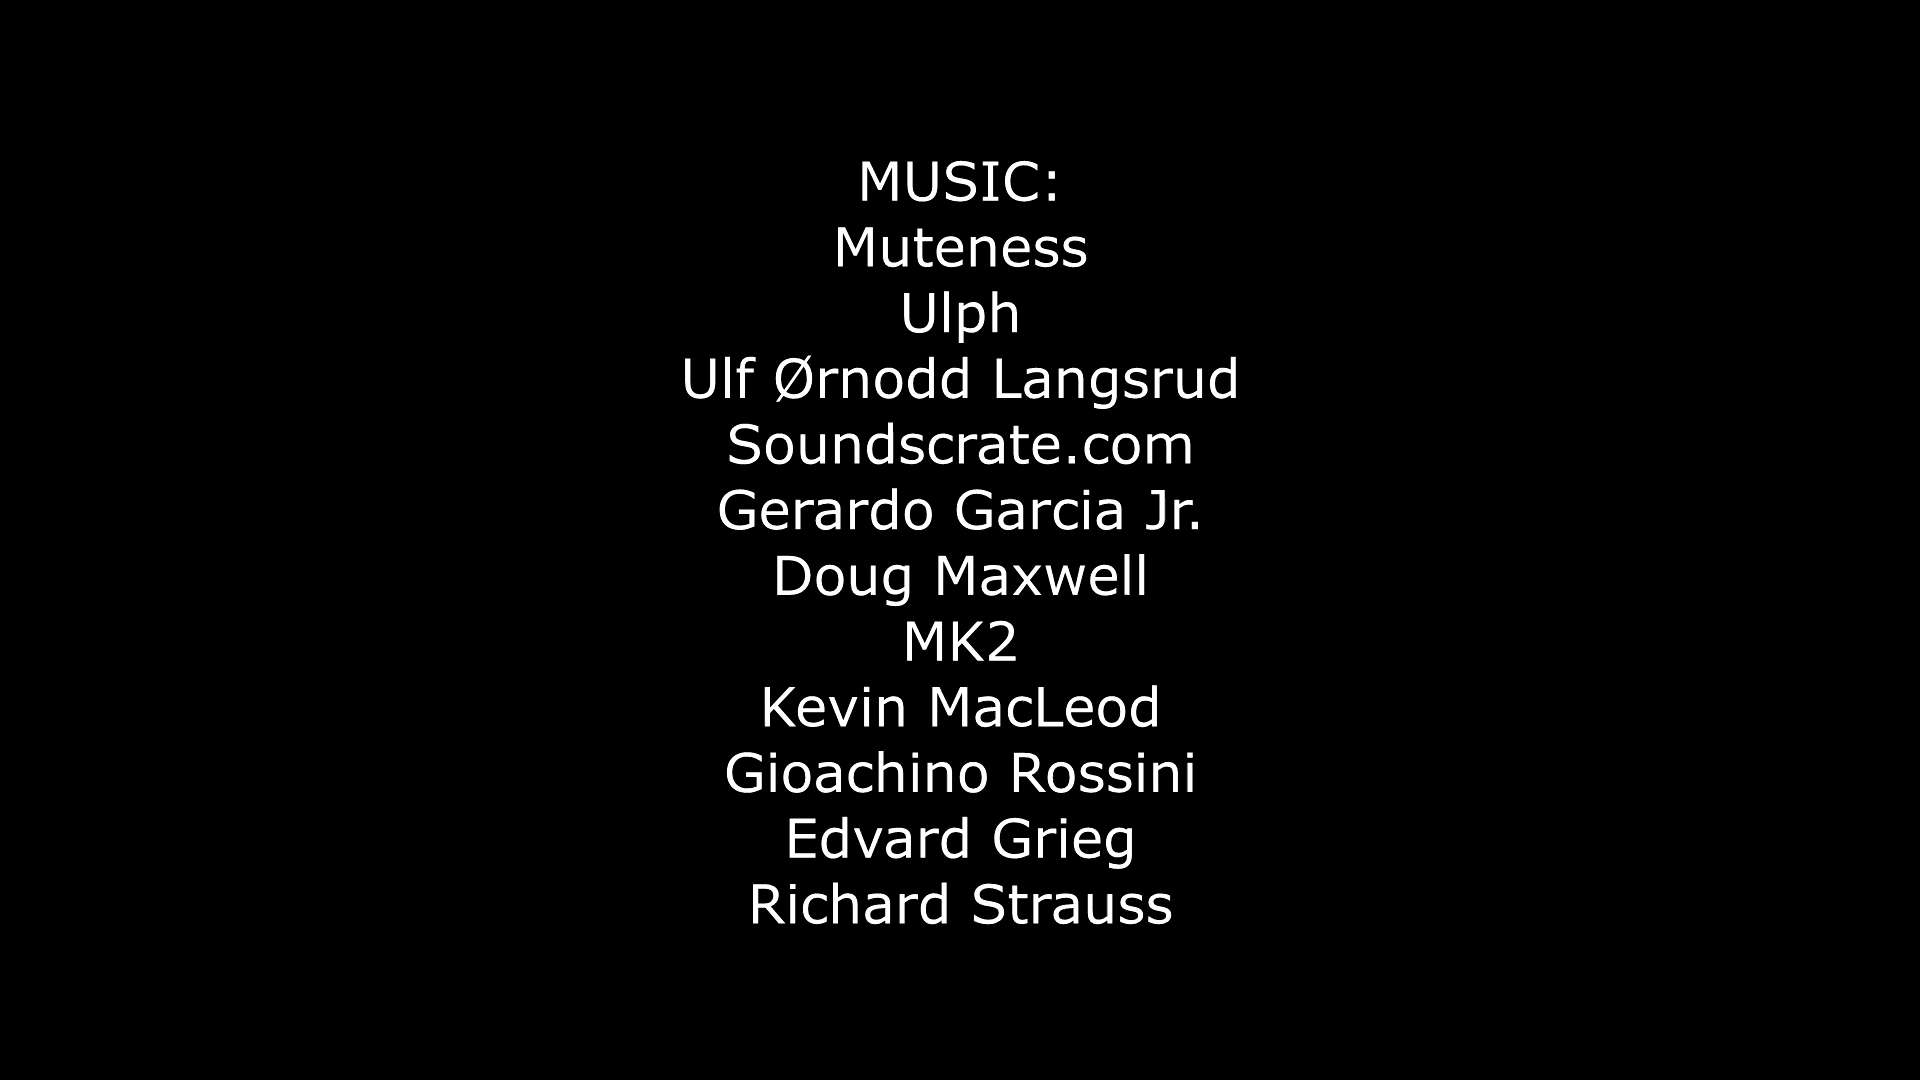 MUSIC:
Muteness
Ulph
Ulf Ørnodd Langsrud
Soundscrate.com
Gerardo Garcia Jr.
Doug Maxwell
MK2
Kevin MacLeod
Gioachino Rossini
Edvard Grieg
Richard Strauss